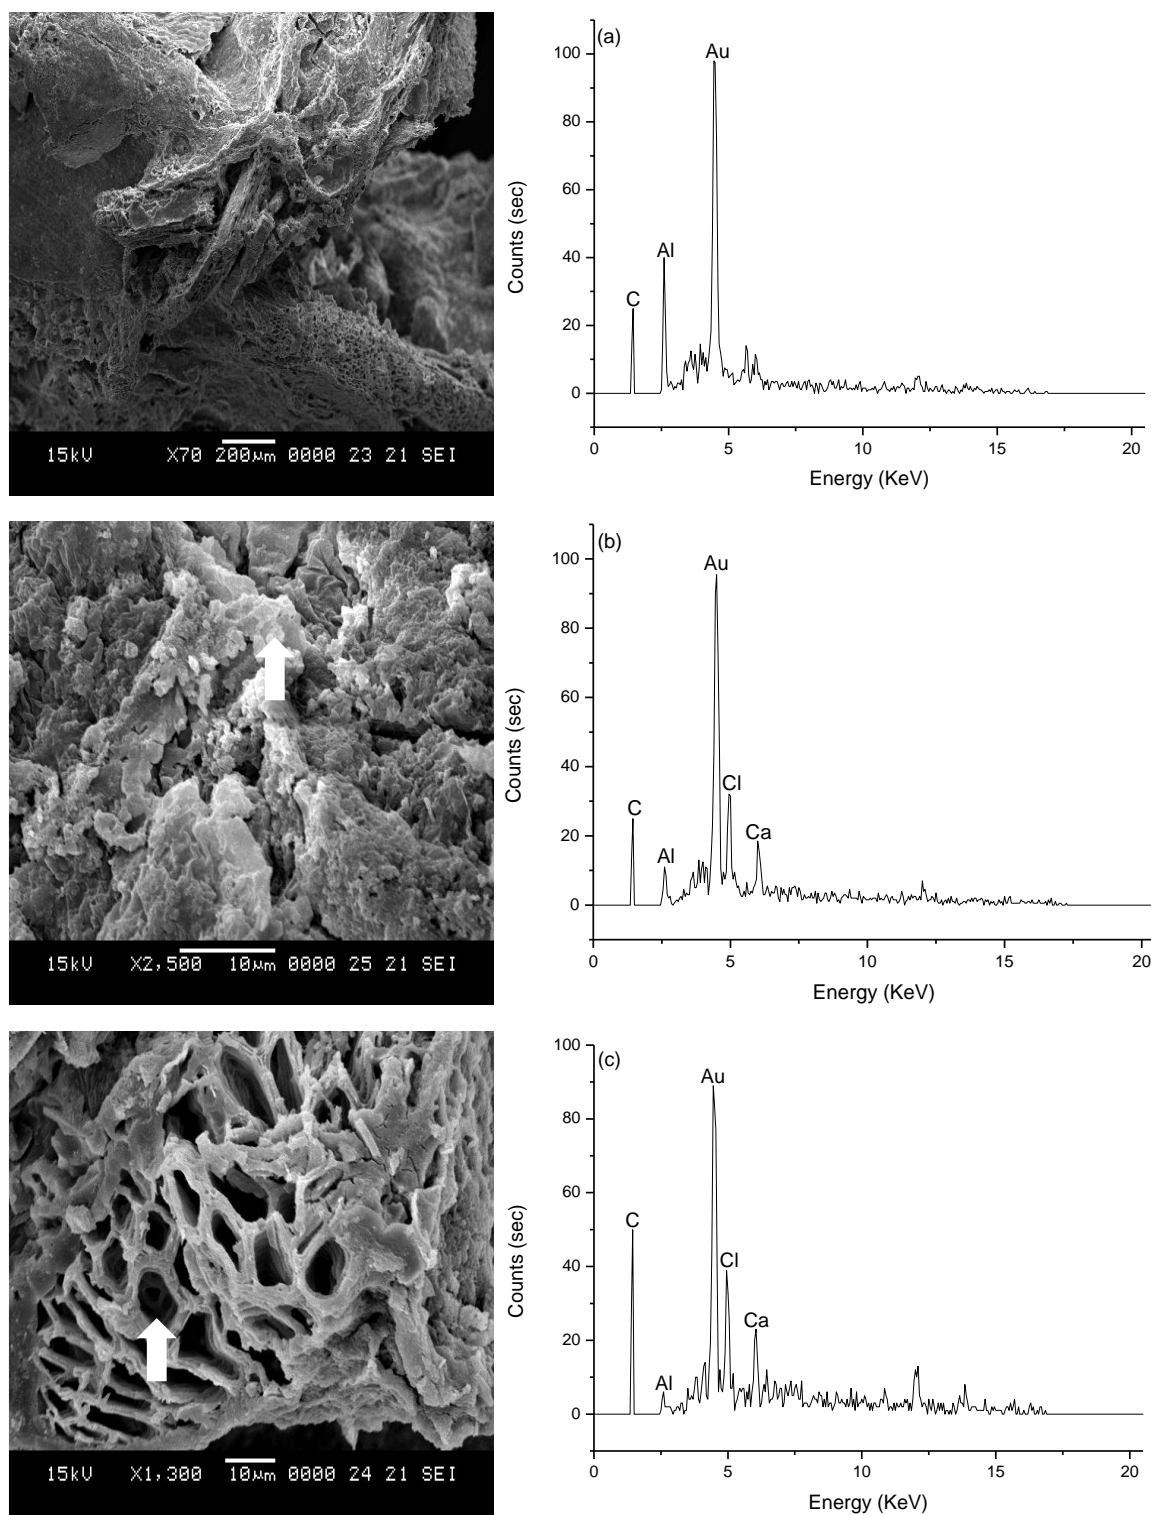 (a)
Au
Al
C
100
80
60
40
20
0
Counts (sec)
0 5 10 15 20
Energy (KeV)
15kV X70 200µm 0000 23 21 SEI
(b)
Au
Cl
C
Ca
Al
100
80
60
40
20
0
Counts (sec)
0 5 10 15 20
Energy (KeV)
15kV X2,500 10µm 0000 25 21 SEI
(c)
Au
C
Cl
Ca
Al
100
80
60
40
20
0
Counts (sec)
0 5 10 15 20
Energy (KeV)
15kV X1,300 10µm 0000 24 21 SEI